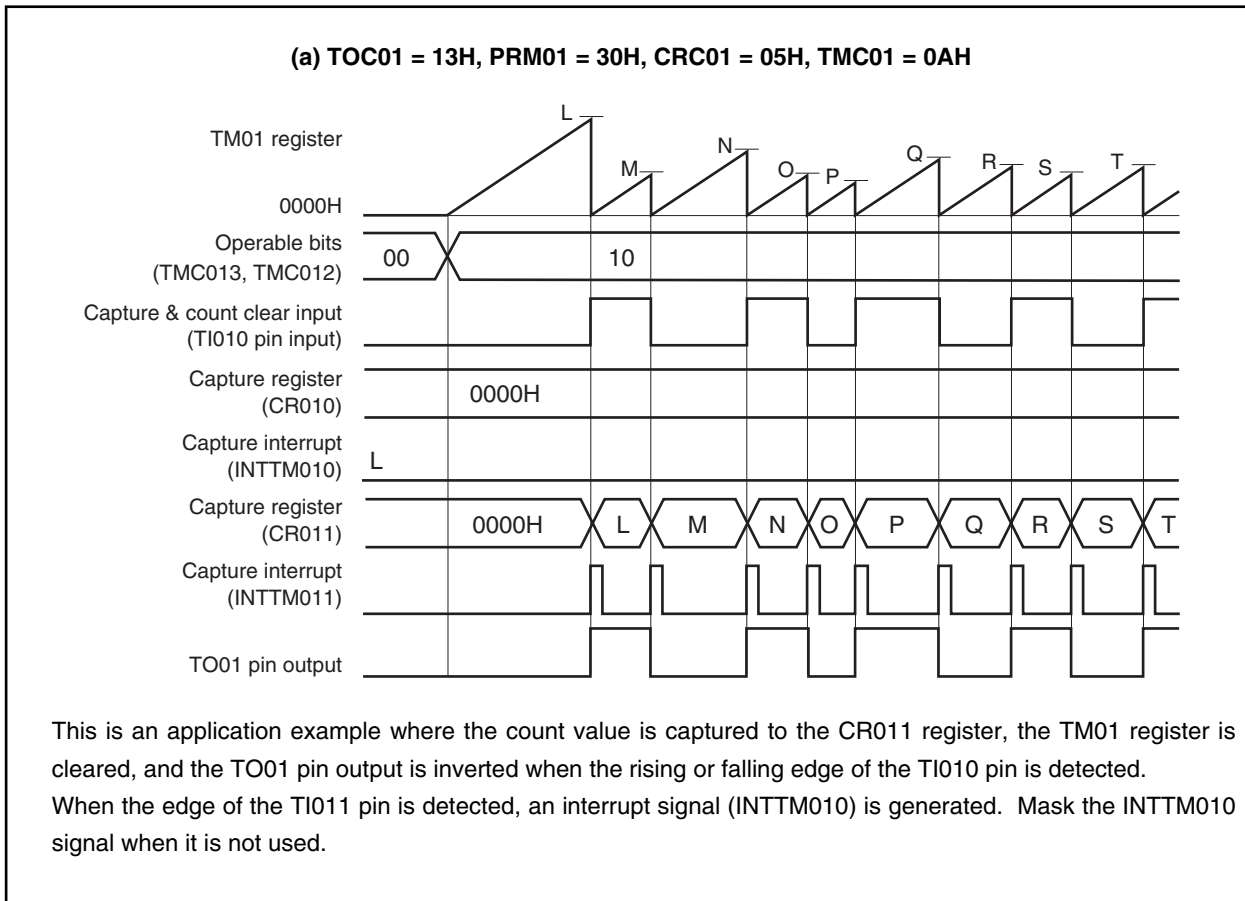 (a) TOC01 = 13H, PRM01 = 30H, CRC01 = 05H, TMC01 = 0AH
TM01 register
0000H
L
M
N
O
P
Q
R
S
T
Operable bits
(TMC013, TMC012)
00
10
Capture & count clear input
(TI010 pin input)
Capture register
(CR010)
0000H
Capture interrupt
(INTTM010)
L
Capture register
(CR011)
0000H
L
M
N
O
P
Q
R
S
T
Capture interrupt
(INTTM011)
TO01 pin output
This is an application example where the count value is captured to the CR011 register, the TM01 register is
cleared, and the TO01 pin output is inverted when the rising or falling edge of the TI010 pin is detected.
When the edge of the TI011 pin is detected, an interrupt signal (INTTM010) is generated. Mask the INTTM010
signal when it is not used.